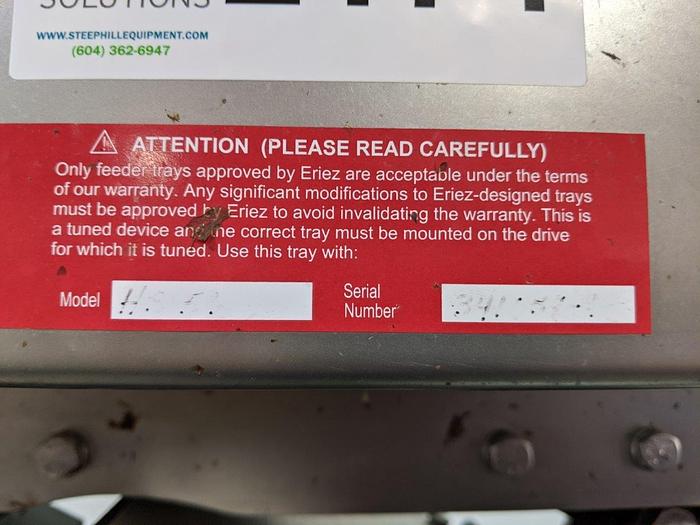 SOLUTIONS
WWW.STEEPHILLEQUIPMENT.COM
(604) 362-6947
ATTENTION (PLEASE READ CAREFULLY)
Only feeder trays approved by Eriez are acceptable under the terms
of our warranty. Any significant modifications to Eriez-designed trays
must be approved by Eriez to avoid invalidating the warranty. This is
a tuned device and the correct tray must be mounted on the drive
for which it is tuned. Use this tray with:
Model
Serial
Number